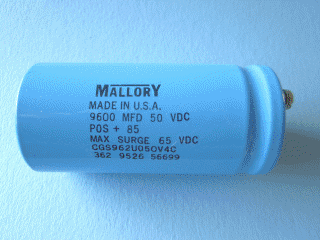 MALLORY
MADE IN U.S.A.
9600 MFD 50 VDC
POS + 85
MAX SURGE 65 VDC
CGS962U050V4C
362 9526 56699